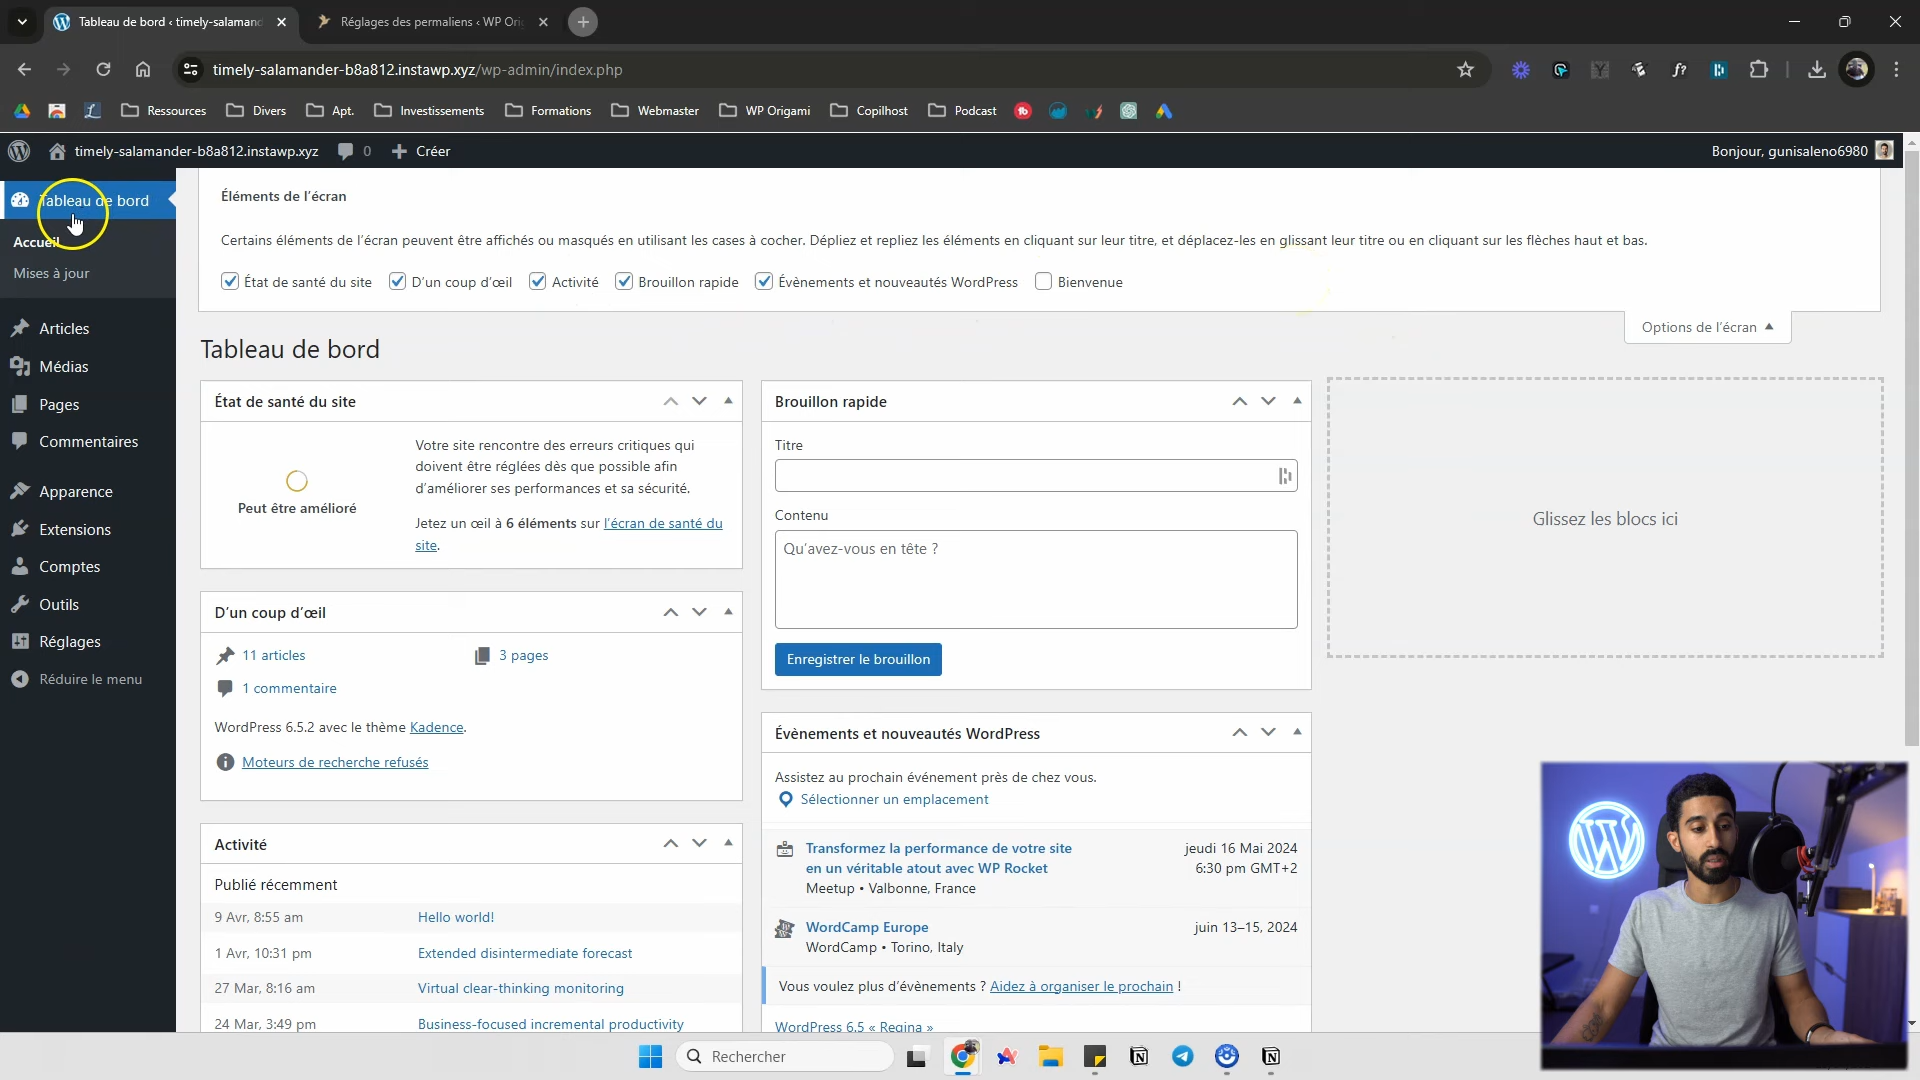 Tableau de bord ‹ timely-salaman
Réglages des permaliens ‹ WP Ori
timely-salamander-b8a812.instawp.xyz/wp-admin/index.php
Ressources
Divers
Apt.
Investissements
Formations
Webmaster
WP Origami
Copilhost
Podcast
timely-salamander-b8a812.instawp.xyz
0
Créer
Bonjour, gunisaleno6980
Tableau de bord
Accueil
Mises à jour
Articles
Médias
Pages
Commentaires
Apparence
Extensions
Comptes
Outils
Réglages
Réduire le menu
Éléments de l’écran
Certains éléments de l’écran peuvent être affichés ou masqués en utilisant les cases à cocher. Dépliez et repliez les éléments en cliquant sur leur titre, et déplacez-les en glissant leur titre ou en cliquant sur les flèches haut et bas.
État de santé du site
D’un coup d’œil
Activité
Brouillon rapide
Évènements et nouveautés WordPress
Bienvenue
Options de l’écran
Tableau de bord
État de santé du site
Peut être amélioré
Votre site rencontre des erreurs critiques qui
doivent être réglées dès que possible afin
d’améliorer ses performances et sa sécurité.
Jetez un œil à 6 éléments sur l’écran de santé du
site.
D’un coup d’œil
11 articles
3 pages
1 commentaire
WordPress 6.5.2 avec le thème Kadence.
Moteurs de recherche refusés
Activité
Publié récemment
9 Avr, 8:55 am
Hello world!
1 Avr, 10:31 pm
Extended disintermediate forecast
27 Mar, 8:16 am
Virtual clear-thinking monitoring
24 Mar, 3:49 pm
Business-focused incremental productivity
Brouillon rapide
Titre
Contenu
Qu’avez-vous en tête ?
Enregistrer le brouillon
Évènements et nouveautés WordPress
Assistez au prochain événement près de chez vous.
Sélectionner un emplacement
Transformez la performance de votre site
en un véritable atout avec WP Rocket
Meetup • Valbonne, France
jeudi 16 Mai 2024
6:30 pm GMT+2
WordCamp Europe
WordCamp • Torino, Italy
juin 13–15, 2024
Vous voulez plus d’évènements ? Aidez à organiser le prochain !
WordPress 6.5 « Regina »
Glissez les blocs ici
Rechercher